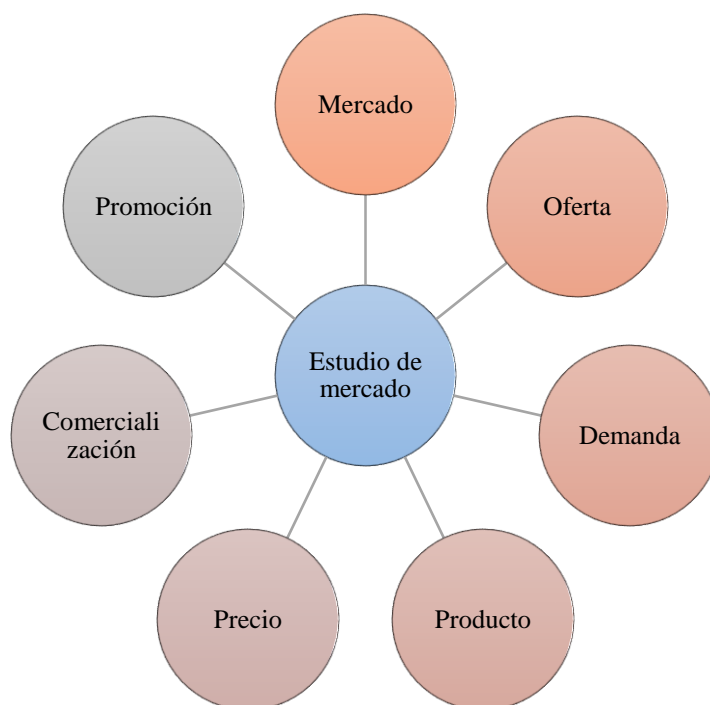 Mercado
Oferta
Demanda
Producto
Precio
Comerciali
zación
Promoción
Estudio de
mercado